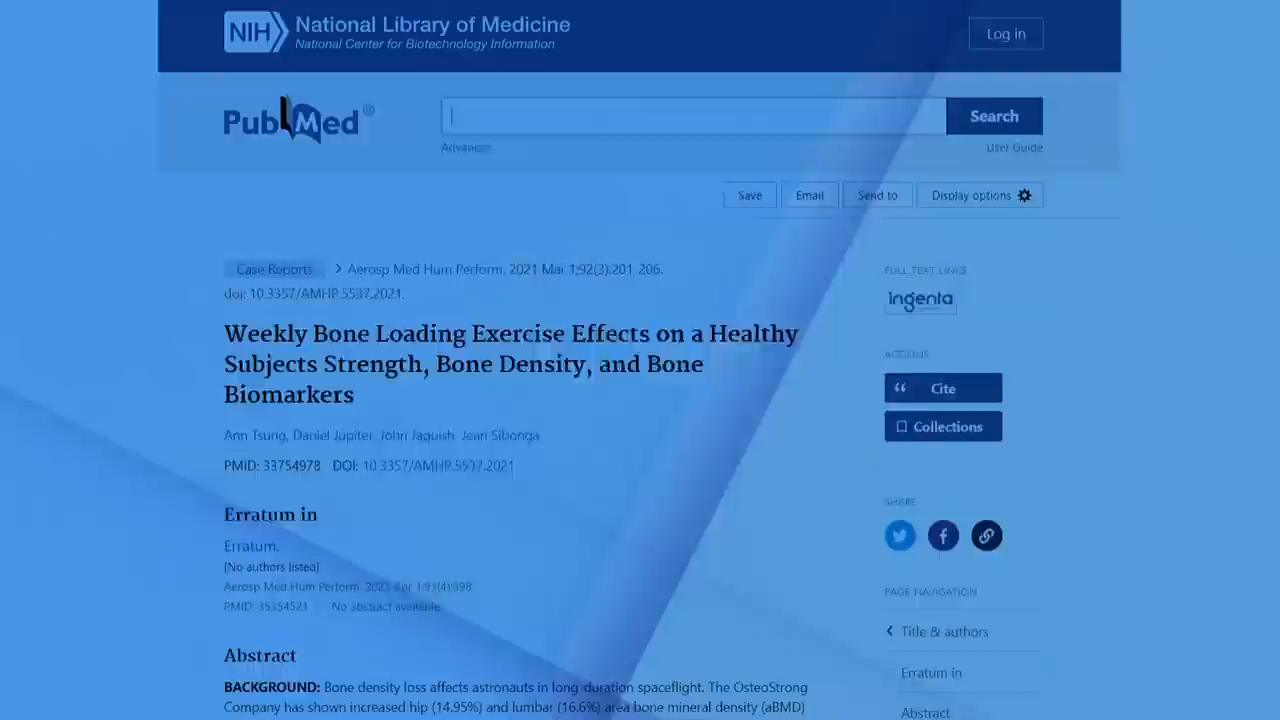 NIH National Library of Medicine
National Center for Biotechnology Information
Log in
PubMed®
Search
Advanced
User Guide
Save
Email
Send to
Display options
Case Reports > Aerosp Med Hum Perform. 2021 Mar 1;92(3):201-206.
doi: 10.3357/AMHP.5537.2021.
Weekly Bone Loading Exercise Effects on a Healthy
Subjects Strength, Bone Density, and Bone
Biomarkers
Ann Tsung, Daniel Jupiter, John Jaquish, Jean Sibonga
PMID: 33754978 DOI: 10.3357/AMHP.5537.2021
Erratum in
Erratum.
[No authors listed]
Aerosp Med Hum Perform. Apr 1;93(4):398.
PMID: 35354521 No abstract available.
Abstract
BACKGROUND: Bone density loss affects astronauts in long-duration spaceflight. The OsteoStrong
Company has shown increased hip (14.95%) and lumbar (16.6%) area bone mineral density (aBMD)
FULL TEXT LINKS
ingenta
ACTIONS
Cite
Collections
SHARE
PAGE NAVIGATION
Title & authors
Erratum in
Abstract